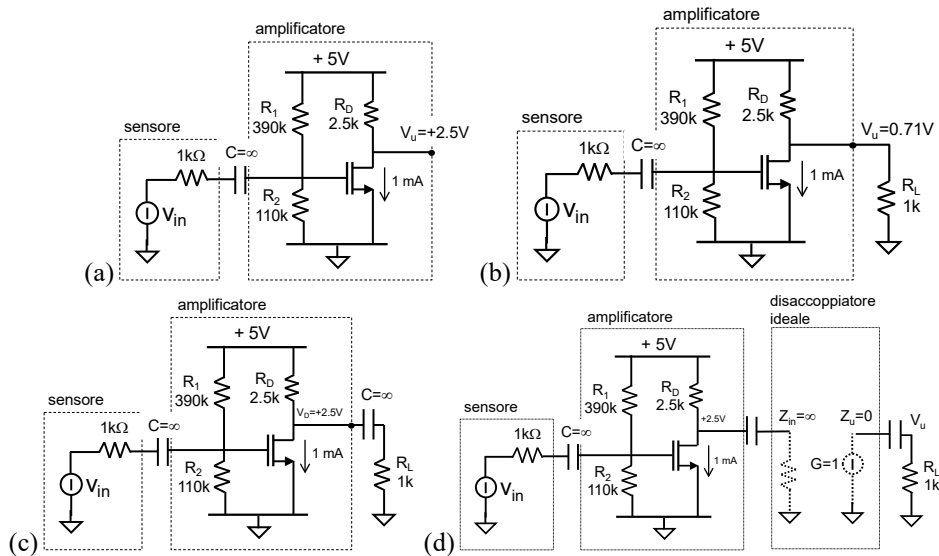 amplificatore
+ 5V
R1
390k
RD
2.5k
Vu=+2.5V
sensore
1kΩ
C=∞
R2
110k
1 mA
Vin
(a)
amplificatore
+ 5V
R1
390k
RD
2.5k
Vu=0.71V
sensore
1kΩ
C=∞
R2
110k
1 mA
RL
1k
Vin
(b)
amplificatore
+ 5V
R1
390k
RD
2.5k
VD=+2.5V
C=∞
sensore
1kΩ
C=∞
R2
110k
1 mA
RL
1k
Vin
(c)
amplificatore
disaccoppiatore
ideale
+ 5V
R1
390k
RD
2.5k
+2.5V
Zin=∞
Zu=0
Vu
sensore
1kΩ
C=∞
R2
110k
1 mA
G=1
RL
1k
Vin
(d)